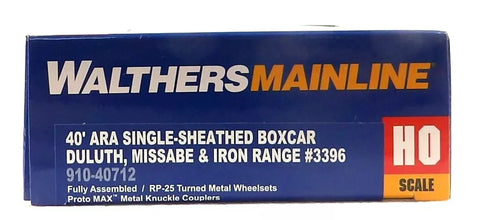 WALTHERSMAINLINE®
40' ARA SINGLE-SHEATHED BOXCAR
DULUTH, MISSABE & IRON RANGE #3396
910-40712
Fully Assembled / RP-25 Turned Metal Wheelsets
Proto MAX™ Metal Knuckle Couplers
HO
SCALE